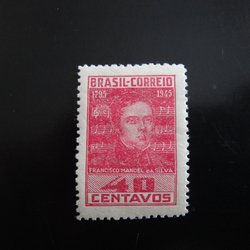 BRASIL-CORREIO
1795 1945
FRANCISCO MANOEL DA SILVA
40
CENTAVOS